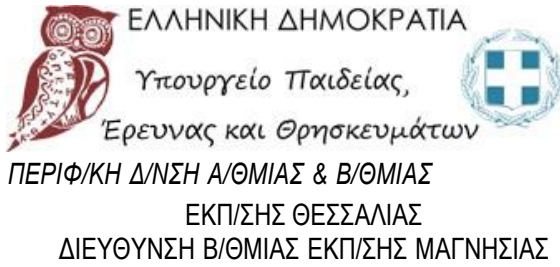 ΕΛΛΗΝΙΚΗ ΔΗΜΟΚΡΑΤΙΑ
Υπουργείο Παιδείας,
Έρευνας και Θρησκευμάτων
ΠΕΡΙΦ/ΚΗ Δ/ΝΣΗ Α/ΘΜΙΑΣ & Β/ΘΜΙΑΣ
ΕΚΠ/ΣΗΣ ΘΕΣΣΑΛΙΑΣ
ΔΙΕΥΘΥΝΣΗ Β/ΘΜΙΑΣ ΕΚΠ/ΣΗΣ ΜΑΓΝΗΣΙΑΣ